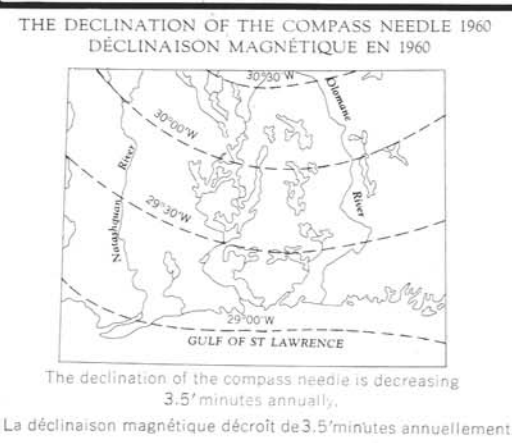 THE DECLINATION OF THE COMPASS NEEDLE 1960
DÉCLINAISON MAGNÉTIQUE EN 1960
30°30'W
Olomane
30°00'W
River
29°30'W
River
Natashquan
29°00'W
GULF OF ST LAWRENCE
The declination of the compass needle is decreasing
3.5' minutes annually.
La déclinaison magnétique décroît de 3.5' minutes annuellement